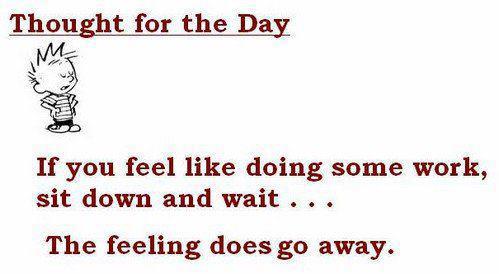 Thought for the Day
If you feel like doing some work,
sit down and wait . . .
The feeling does go away.